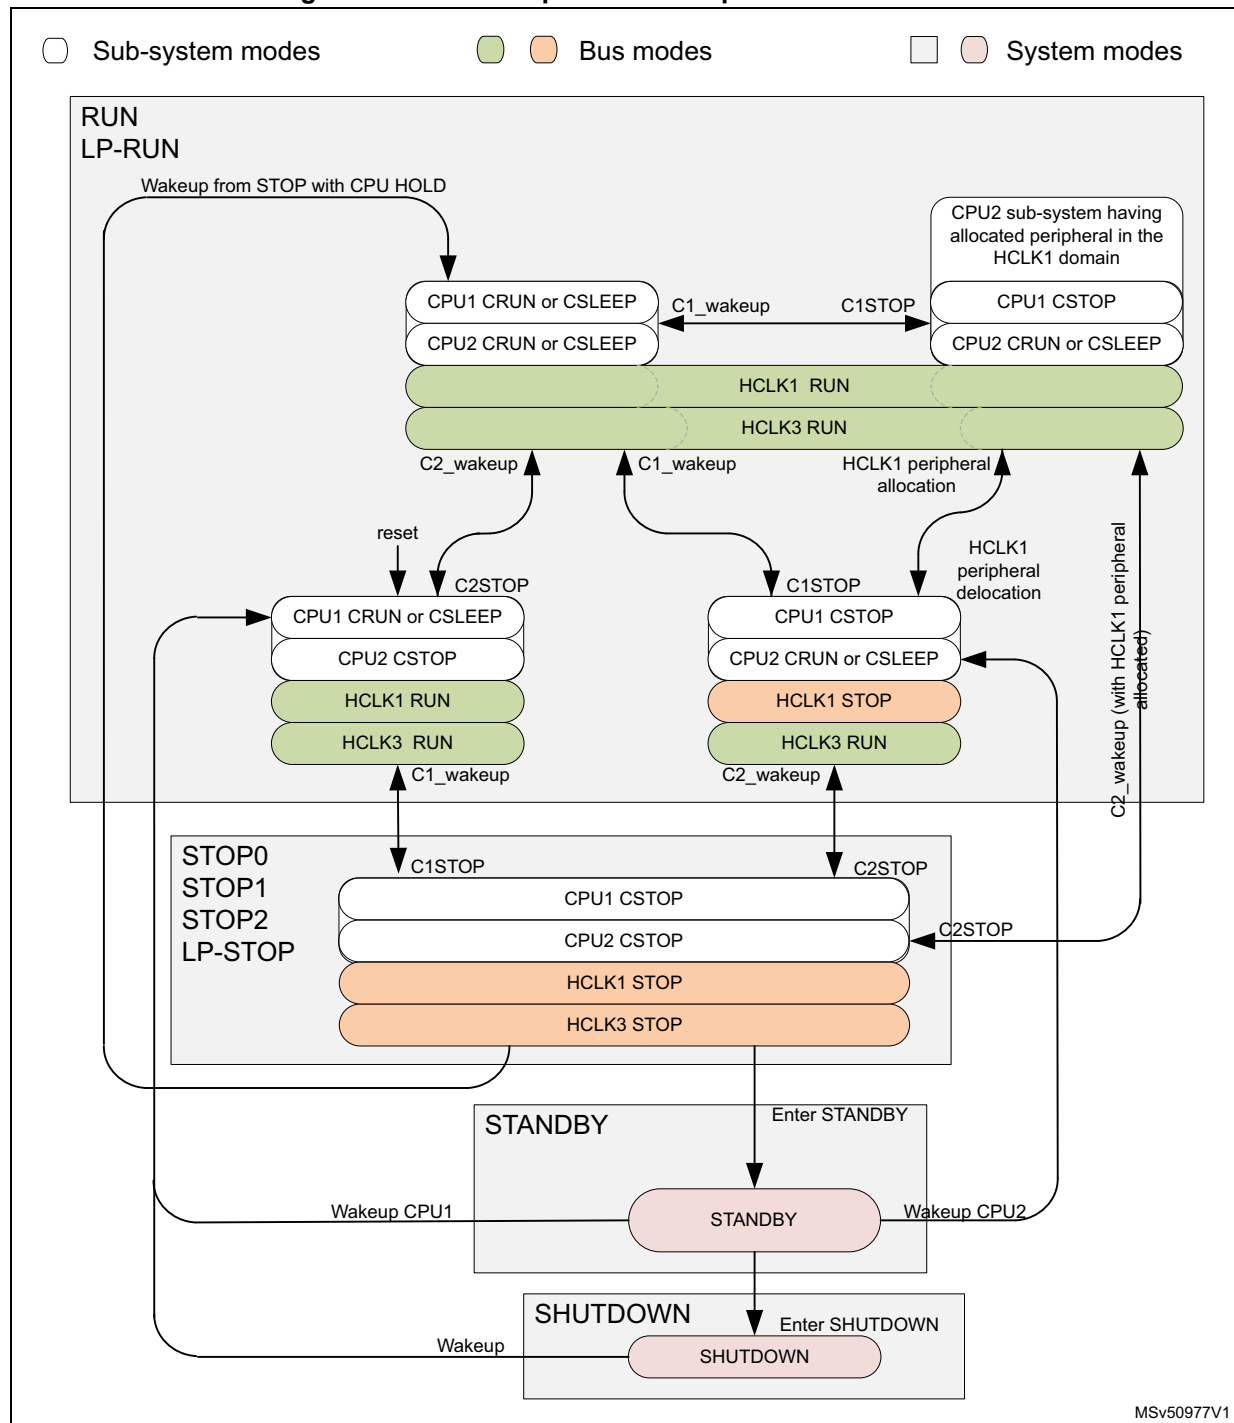 Sub-system modes
Bus modes
System modes
RUN
LP-RUN
Wakeup from STOP with CPU HOLD
CPU2 sub-system having
allocated peripheral in the
HCLK1 domain
CPU1 CRUN or CSLEEP
C1_wakeup
C1STOP
CPU1 CSTOP
CPU2 CRUN or CSLEEP
CPU2 CRUN or CSLEEP
HCLK1 RUN
HCLK3 RUN
C2_wakeup
C1_wakeup
HCLK1 peripheral
allocation
reset
C2STOP
C1STOP
HCLK1
peripheral
delocation
C2_wakeup (with HCLK1 peripheral
allocated)
CPU1 CRUN or CSLEEP
CPU2 CSTOP
HCLK1 RUN
HCLK3 RUN
CPU1 CSTOP
CPU2 CRUN or CSLEEP
HCLK1 STOP
HCLK3 RUN
C1_wakeup
C2_wakeup
STOP0
STOP1
STOP2
LP-STOP
C1STOP
C2STOP
CPU1 CSTOP
CPU2 CSTOP
C2STOP
HCLK1 STOP
HCLK3 STOP
STANDBY
Enter STANDBY
Wakeup CPU1
STANDBY
Wakeup CPU2
SHUTDOWN
Enter SHUTDOWN
Wakeup
SHUTDOWN
MSv50977V1